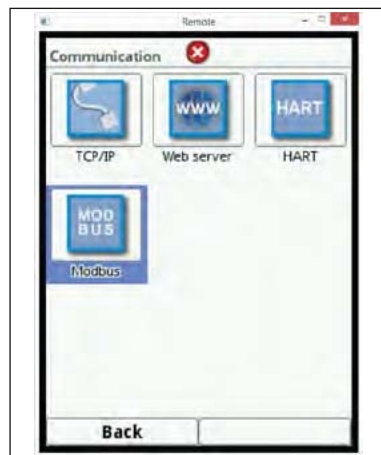 Remote
Communication
WWW HART
TCP/IP Web server HART
MOD
BUS
Modbus
Back